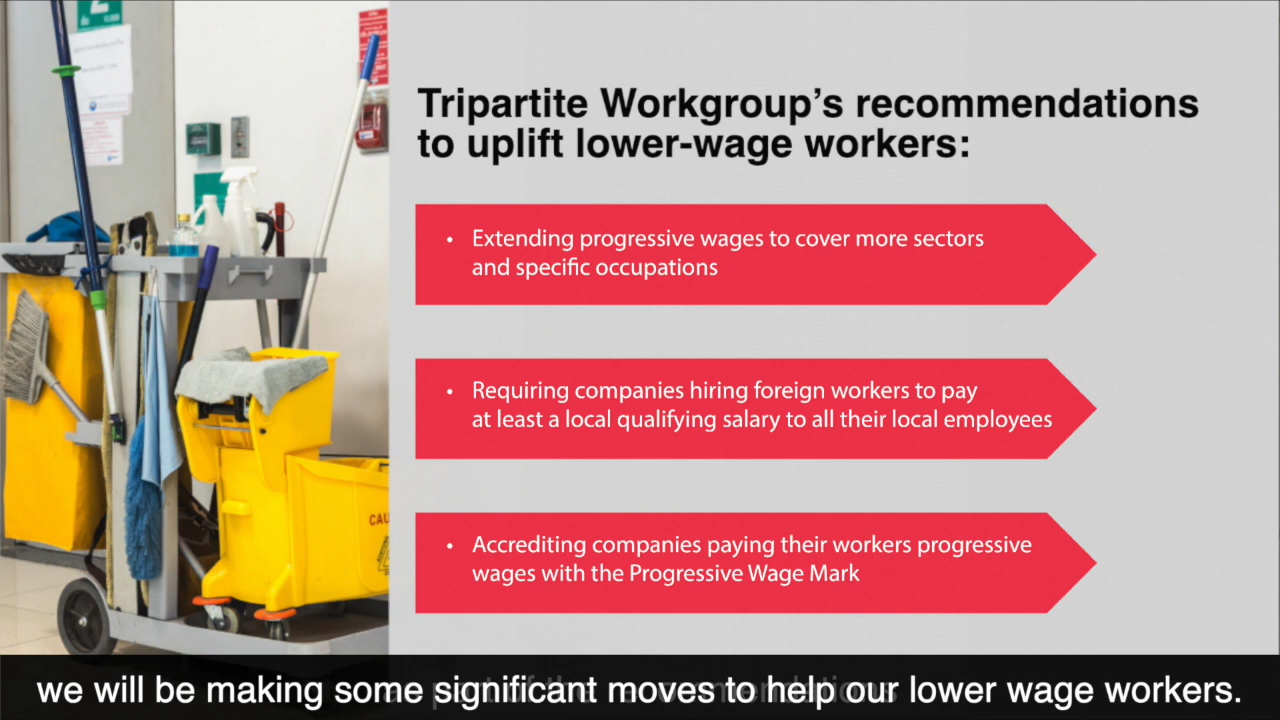 2
FLOOR
Tripartite Workgroup's recommendations
to uplift lower-wage workers:
• Extending progressive wages to cover more sectors
and specific occupations
• Requiring companies hiring foreign workers to pay
at least a local qualifying salary to all their local employees
• Accrediting companies paying their workers progressive
wages with the Progressive Wage Mark
CAU
we will be making some significant moves to help our lower wage workers.